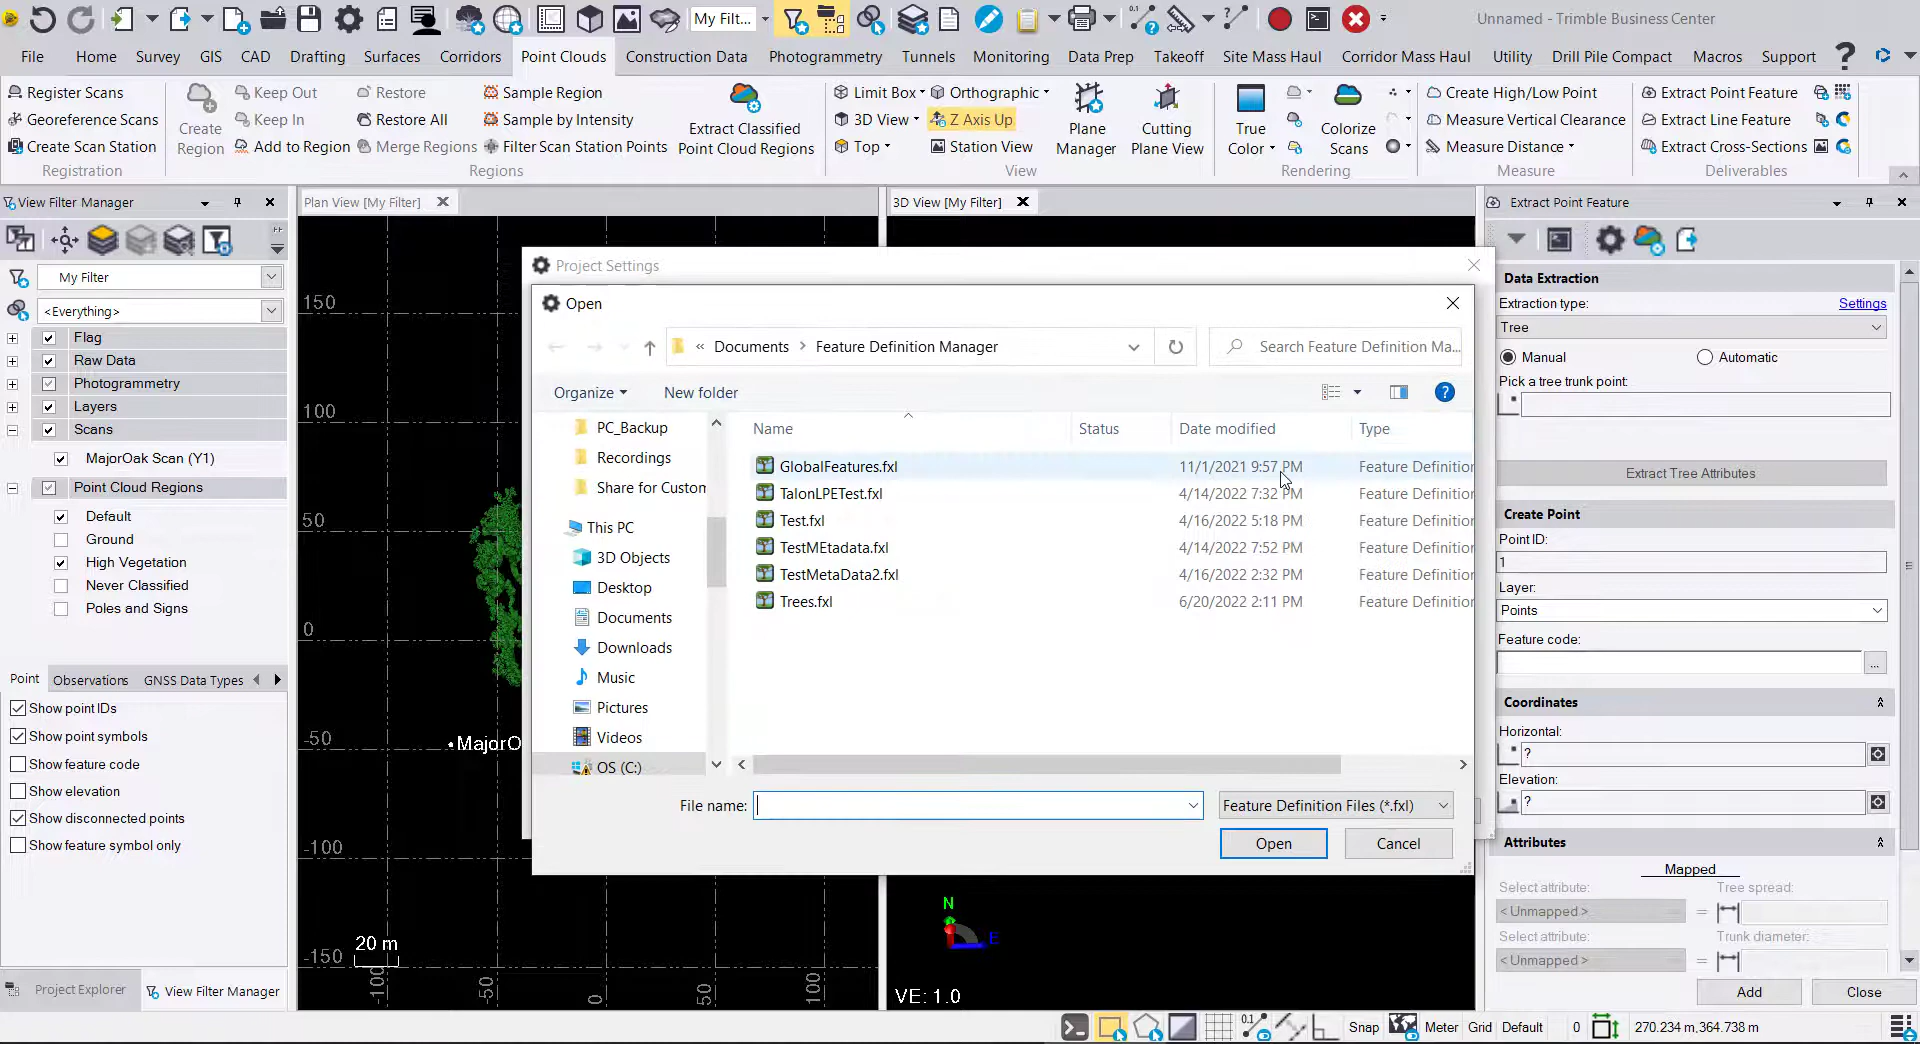 My Filt...
Unnamed - Trimble Business Center
File Home Survey GIS CAD Drafting Surfaces Corridors Point Clouds Construction Data Photogrammetry Tunnels Monitoring Data Prep Takeoff Site Mass Haul Corridor Mass Haul Utility Drill Pile Compact Macros Support
Register Scans
Georeference Scans
Create Scan Station
Registration
Create
Region
Keep Out
Keep In
Add to Region
Restore
Restore All
Merge Regions
Sample Region
Sample by Intensity
Filter Scan Station Points
Regions
Extract Classified
Point Cloud Regions
Limit Box
3D View
Top
Orthographic
Z Axis Up
Station View
View
Plane
Manager
Cutting
Plane View
True
Color
Colorize
Scans
Rendering
Create High/Low Point
Measure Vertical Clearance
Measure Distance
Measure
Extract Point Feature
Extract Line Feature
Extract Cross-Sections
Deliverables
View Filter Manager
My Filter
<Everything>
Flag
Raw Data
Photogrammetry
Layers
Scans
MajorOak Scan (Y1)
Point Cloud Regions
Default
Ground
High Vegetation
Never Classified
Poles and Signs
Point Observations GNSS Data Types
Show point IDs
Show point symbols
Show feature code
Show elevation
Show disconnected points
Show feature symbol only
Project Explorer
View Filter Manager
Plan View [My Filter]
150
100
50
0
-50
-100
-150
MajorO
20 m
-100
-50
0
50
100
3D View [My Filter]
N
E
VE: 1.0
Project Settings
Open
« Documents > Feature Definition Manager
Search Feature Definition Ma...
Organize
New folder
PC_Backup
Recordings
Share for Custom
This PC
3D Objects
Desktop
Documents
Downloads
Music
Pictures
Videos
OS (C:)
Name Status Date modified Type
GlobalFeatures.fxl 11/1/2021 9:57 PM Feature Definition
TalonLPETest.fxl 4/14/2022 7:32 PM Feature Definition
Test.fxl 4/16/2022 5:18 PM Feature Definition
TestMEtadata.fxl 4/14/2022 7:52 PM Feature Definition
TestMetaData2.fxl 4/16/2022 2:32 PM Feature Definition
Trees.fxl 6/20/2022 2:11 PM Feature Definition
File name:
Feature Definition Files (*.fxl)
Open
Cancel
Extract Point Feature
Data Extraction
Extraction type:
Settings
Tree
Manual
Automatic
Pick a tree trunk point:
Extract Tree Attributes
Create Point
Point ID:
1
Layer:
Points
Feature code:
...
Coordinates
Horizontal:
?
Elevation:
?
Attributes
Mapped
Select attribute: Tree spread:
<Unmapped> =
Select attribute: Trunk diameter:
<Unmapped> =
Add
Close
Snap
Meter
Grid
Default
0
270.234 m,364.738 m